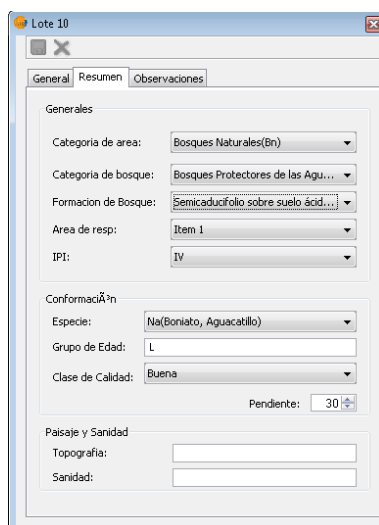 Lote 10
General Resumen Observaciones
Generales
Categoria de area: Bosques Naturales(Bn)
Categoria de bosque: Bosques Protectores de las Agu...
Formacion de Bosque: Semicaducifolio sobre suelo ácid...
Area de resp: Item 1
IPI: IV
ConformaciÃ³n
Especie: Na(Boniato, Aguacatillo)
Grupo de Edad: L
Clase de Calidad: Buena
Pendiente: 30
Paisaje y Sanidad
Topografia:
Sanidad: